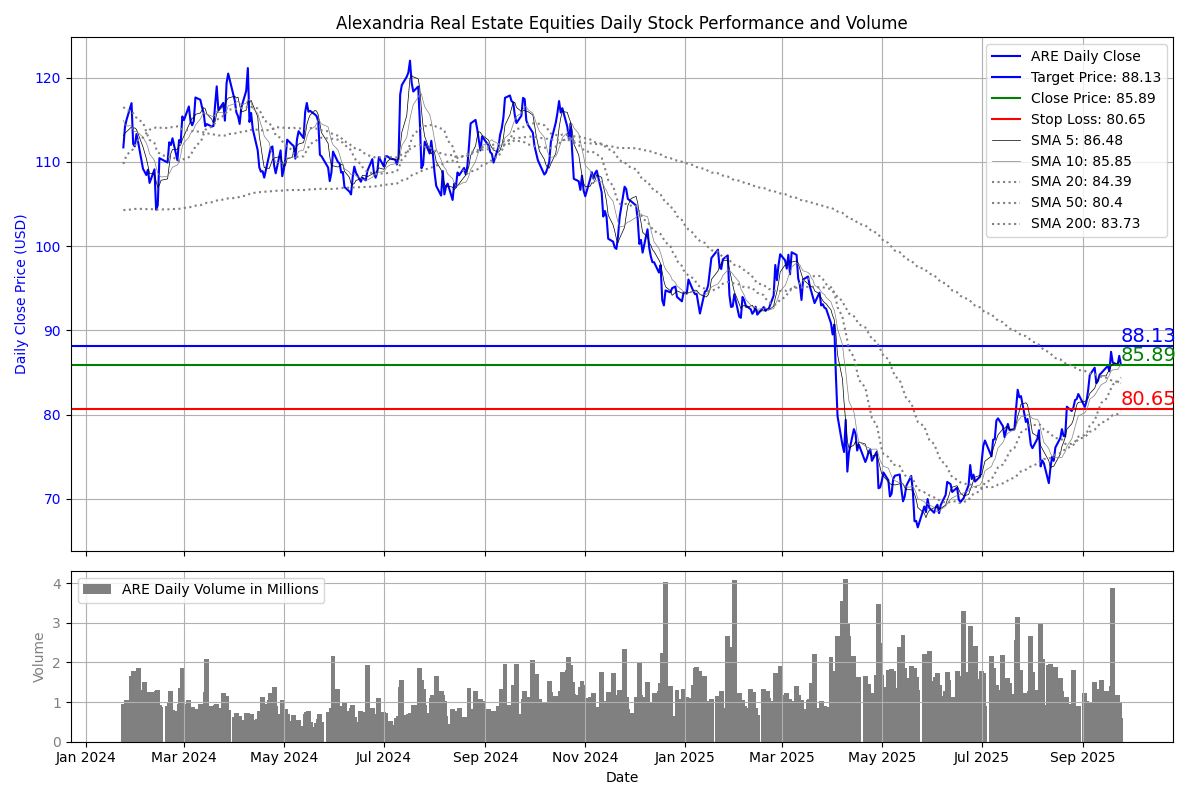 Alexandria Real Estate Equities Daily Stock Performance and Volume
Daily Close Price (USD)
120
110
100
90
80
70
ARE Daily Close
Target Price: 88.13
Close Price: 85.89
Stop Loss: 80.65
SMA 5: 86.48
SMA 10: 85.85
SMA 20: 84.39
SMA 50: 80.4
SMA 200: 83.73
88.13
85.89
80.65
Volume
4
3
2
1
0
ARE Daily Volume in Millions
Jan 2024
Mar 2024
May 2024
Jul 2024
Sep 2024
Nov 2024
Jan 2025
Mar 2025
May 2025
Jul 2025
Sep 2025
Date